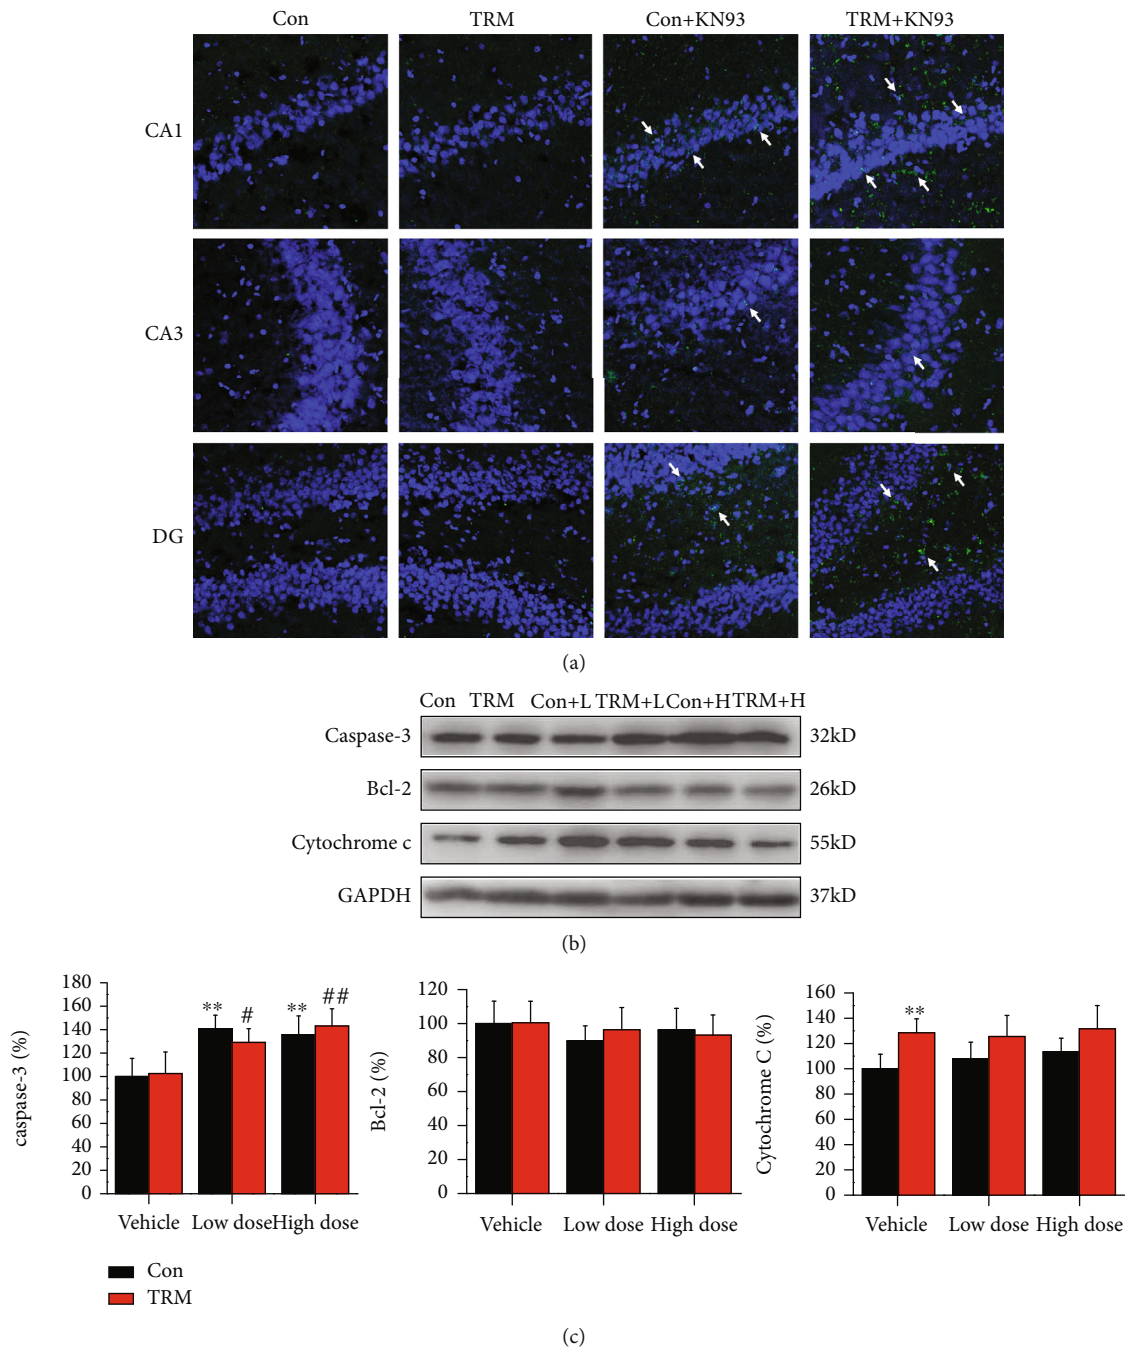 Con TRM Con+KN93 TRM+KN93
CA1
CA3
DG
(a)
Con TRM Con+L TRM+L Con+H TRM+H
Caspase-3 32kD
Bcl-2 26kD
Cytochrome c 55kD
GAPDH 37kD
(b)
caspase-3 (%)
180
160
140
120
100
80
60
40
20
0
** # ** ##
Vehicle Low dose High dose
Bcl-2 (%)
120
100
80
60
40
20
0
Vehicle Low dose High dose
Cytochrome C (%)
160
140
120
100
80
60
40
20
0
**
Vehicle Low dose High dose
Con
TRM
(c)